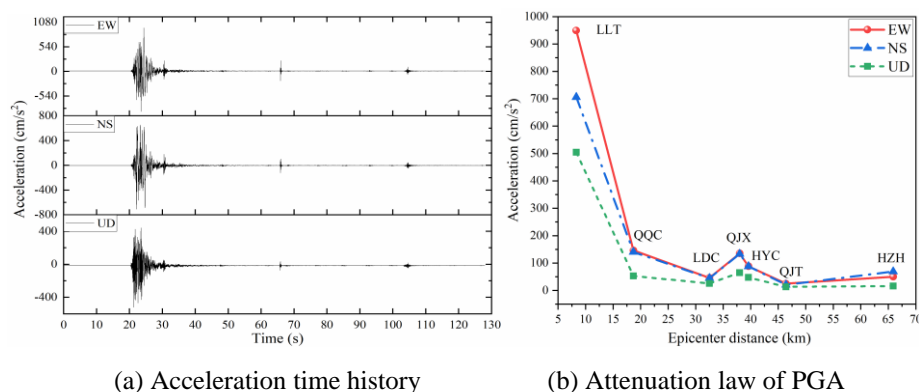 (a)
1080
540
0
-540
EW
800
400
0
-400
-800
NS
400
0
-400
UD
Acceleration (cm/s²)
0 10 20 30 40 50 60 70 80 90 100 110 120 130
Time (s)
(b)
1000
900
800
700
600
500
400
300
200
100
0
Acceleration (cm/s²)
LLT
QQC
LDC
QJX
HYC
QJT
HZH
EW
NS
UD
5 10 15 20 25 30 35 40 45 50 55 60 65 70
Epicenter distance (km)
(a) Acceleration time history
(b) Attenuation law of PGA